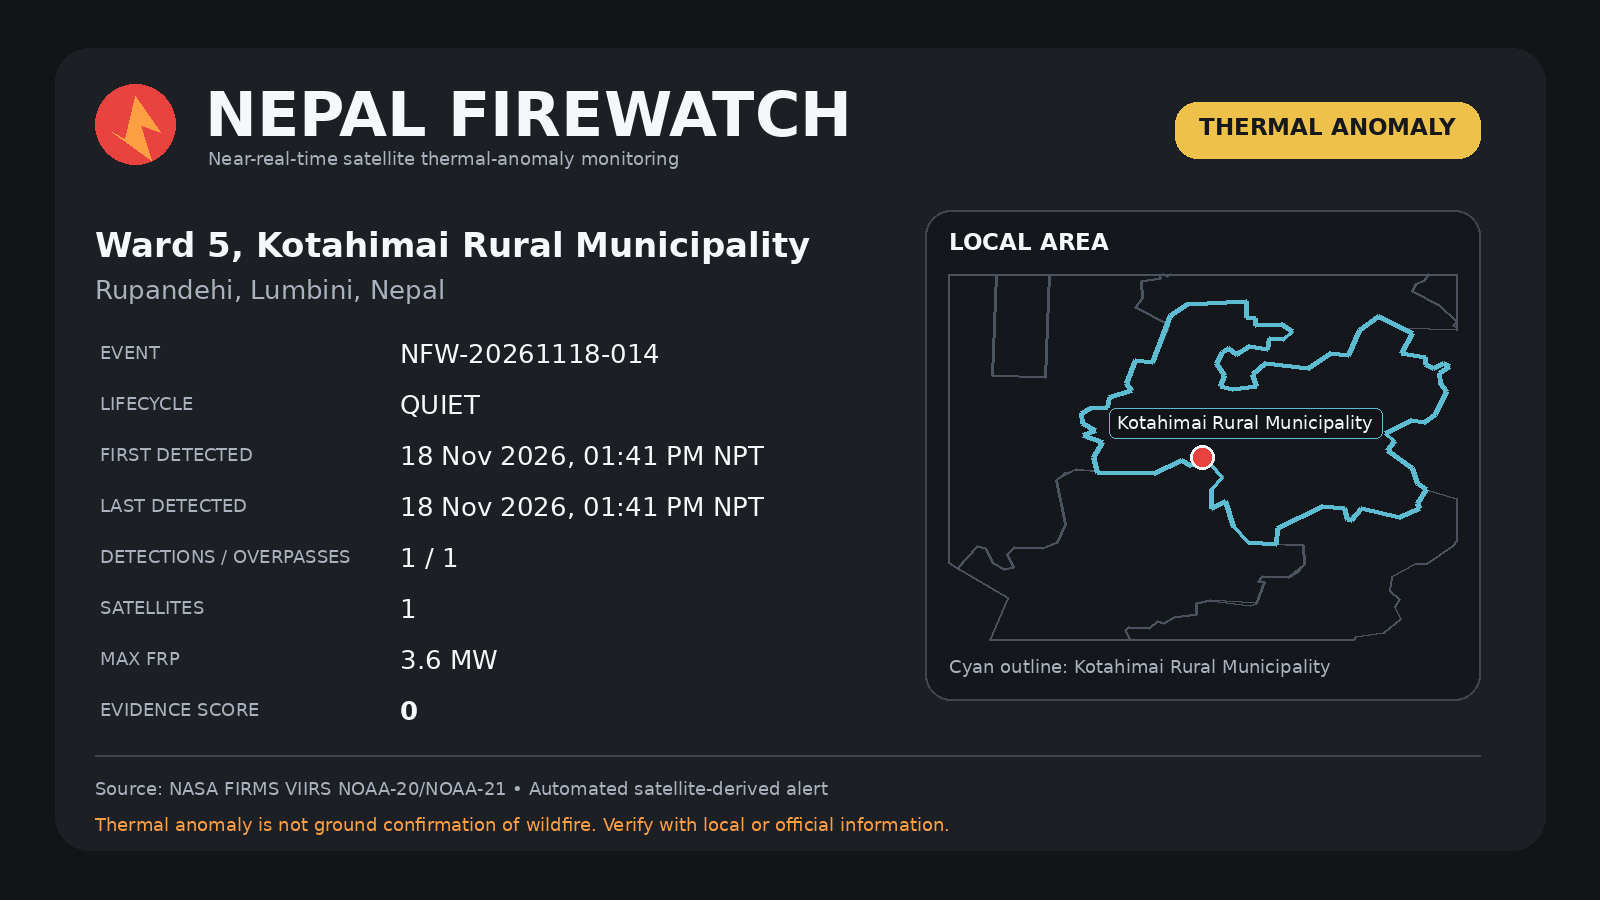 NEPAL FIREWATCH
Near-real-time satellite thermal-anomaly monitoring
THERMAL ANOMALY
Ward 5, Kotahimai Rural Municipality
Rupandehi, Lumbini, Nepal
EVENT NFW-20261118-014
LIFECYCLE QUIET
FIRST DETECTED 18 Nov 2026, 01:41 PM NPT
LAST DETECTED 18 Nov 2026, 01:41 PM NPT
DETECTIONS / OVERPASSES 1 / 1
SATELLITES 1
MAX FRP 3.6 MW
EVIDENCE SCORE 0
LOCAL AREA
Kotahimai Rural Municipality
Cyan outline: Kotahimai Rural Municipality
Source: NASA FIRMS VIIRS NOAA-20/NOAA-21 • Automated satellite-derived alert
Thermal anomaly is not ground confirmation of wildfire. Verify with local or official information.